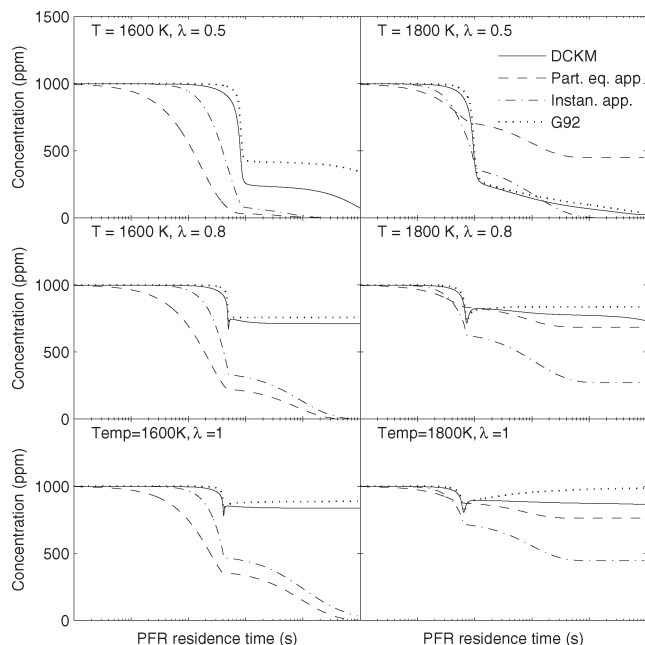 T = 1600 K, λ = 0.5
T = 1800 K, λ = 0.5
1500
1000
500
0
Concentration (ppm)
DCKM
Part. eq. app
Instan. app.
G92
T = 1600 K, λ = 0.8
T = 1800 K, λ = 0.8
1000
500
0
Concentration (ppm)
Temp=1600K, λ =1
Temp=1800K, λ =1
1000
500
0
Concentration (ppm)
PFR residence time (s)
PFR residence time (s)